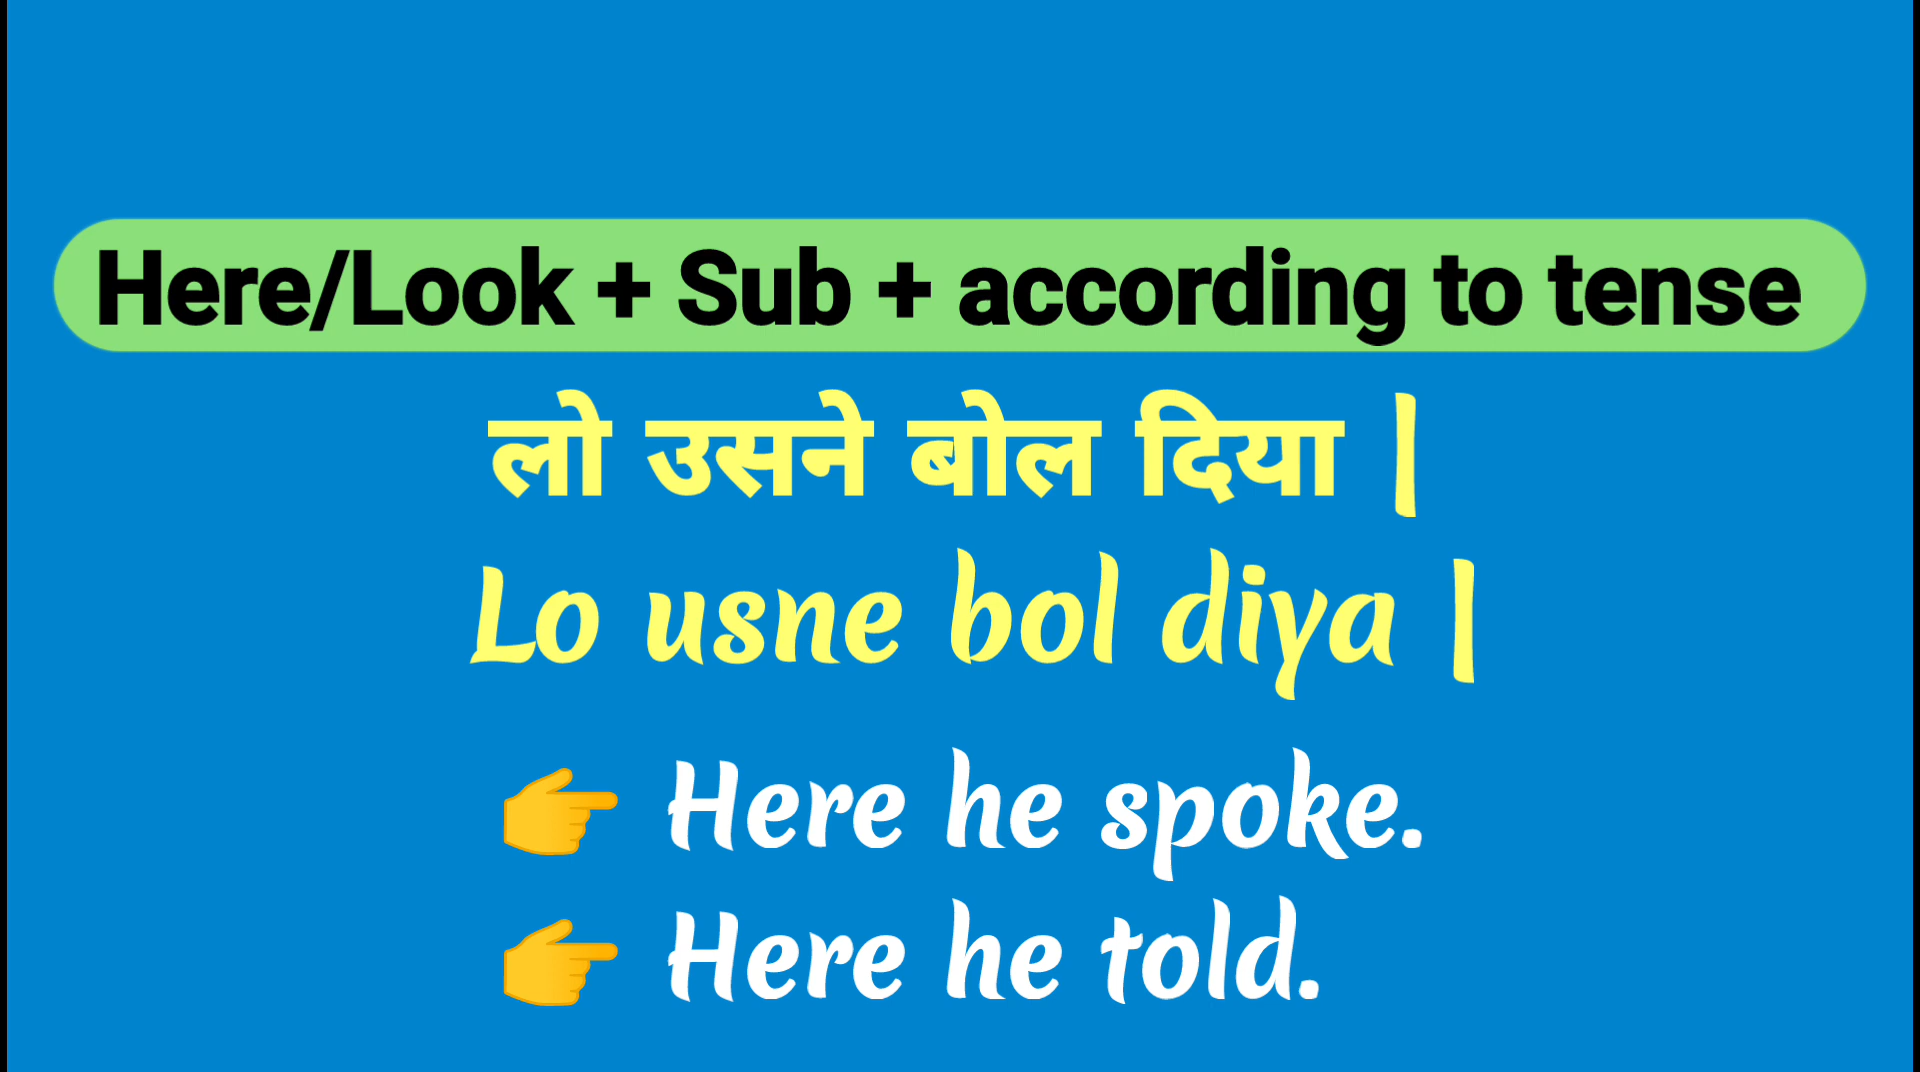 Here/Look + Sub + according to tense
लो उसने बोल दिया |
Lo usne bol diya |
👉 Here he spoke.
👉 Here he told.